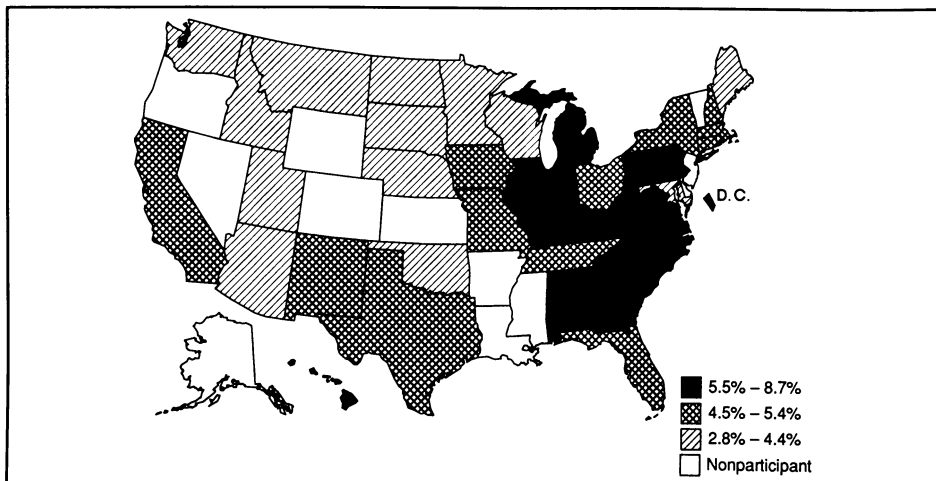 D.C.
5.5% – 8.7%
4.5% – 5.4%
2.8% – 4.4%
Nonparticipant